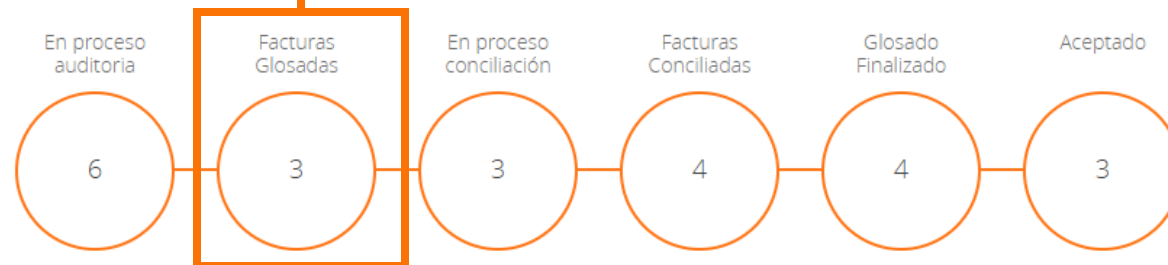 En proceso
auditoria
Facturas
Glosadas
En proceso
conciliación
Facturas
Conciliadas
Glosado
Finalizado
Aceptado
6
3
3
4
4
3